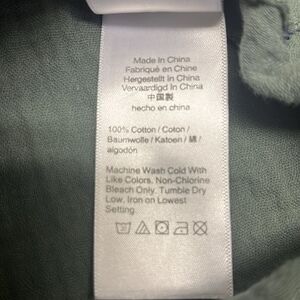 Made In China
Fabriqué en Chine
Hergestellt In China
Vervaardigd In China
中国製
hecho en china
100% Cotton / Coton /
Baumwolle / Katoen / 綿 /
algodón
Machine Wash Cold With
Like Colors. Non-Chlorine
Bleach Only. Tumble Dry
Low. Iron on Lowest
Setting.